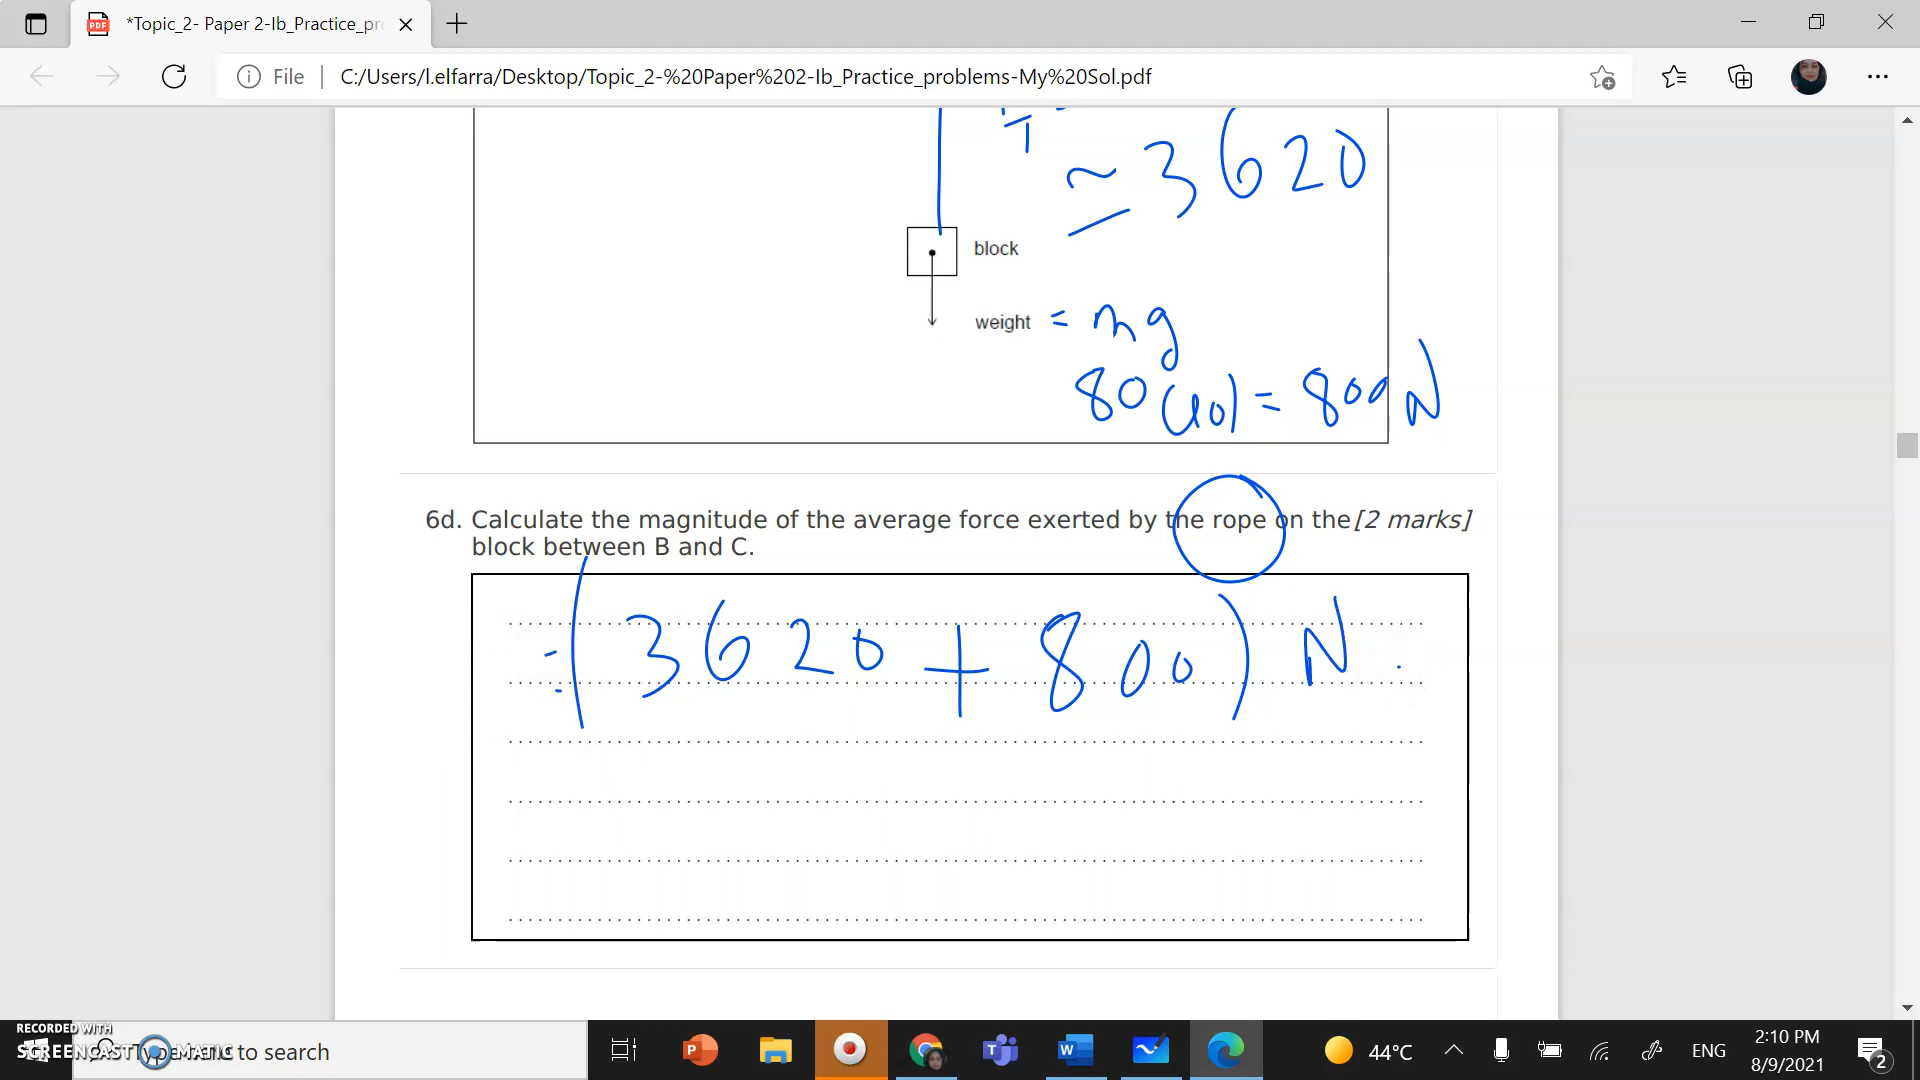 *Topic_2- Paper 2-Ib_Practice_pr
File
C:/Users/l.elfarra/Desktop/Topic_2-%20Paper%202-Ib_Practice_problems-My%20Sol.pdf
≃ 3620
block
weight = mg
80(10) = 800 N
6d. Calculate the magnitude of the average force exerted by the rope on the [2 marks]
block between B and C.
= (3620 + 800) N.
RECORDED WITH
SCREENCAST MATIC
Type here to search
44°C
ENG
2:10 PM
8/9/2021
2